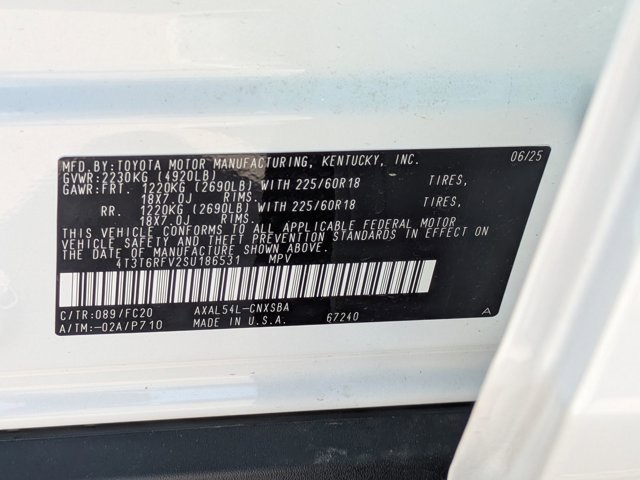 MFD.BY:TOYOTA MOTOR MANUFACTURING, KENTUCKY, INC. 06/25
GVWR:2230KG (4920LB)
GAWR:FRT. 1220KG (2690LB) WITH 225/60R18 TIRES,
18X7.0J RIMS.
RR. 1220KG (2690LB) WITH 225/60R18 TIRES,
18X7.0J RIMS.
THIS VEHICLE CONFORMS TO ALL APPLICABLE FEDERAL MOTOR
VEHICLE SAFETY AND THEFT PREVENTION STANDARDS IN EFFECT ON
THE DATE OF MANUFACTURE SHOWN ABOVE.
4T3T6RFV2SU186531 MPV
C/TR:089/FC20 AXAL54L-CNXSBA
A/TM:-02A/P710 MADE IN U.S.A. 67240 A